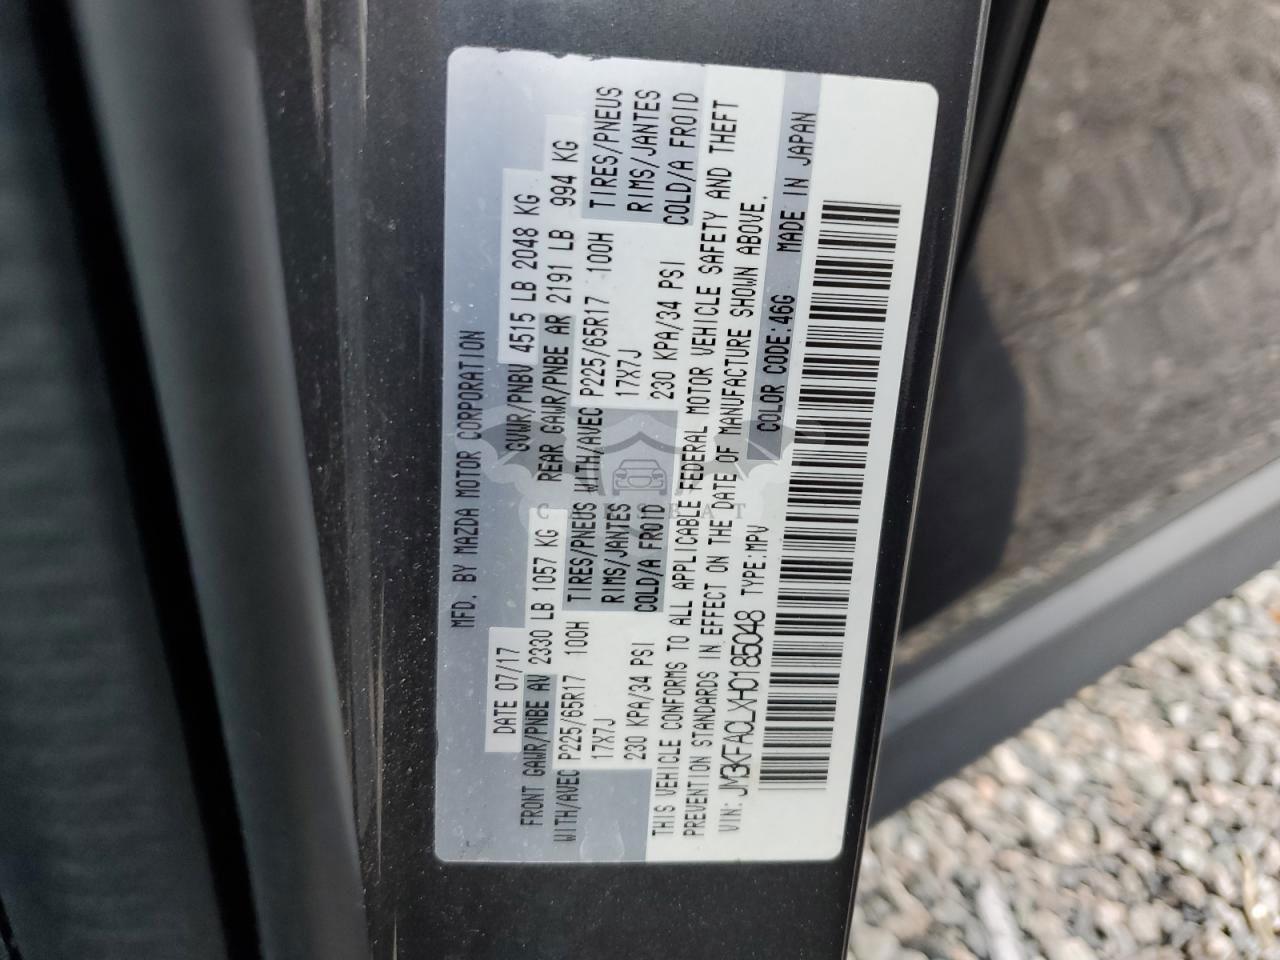 MFD. BY MAZDA MOTOR CORPORATION
DATE 07/17 GVWR/PNBV 4515 LB 2048 KG
FRONT GAWR/PNBE AV 2330 LB 1057 KG REAR GAWR/PNBE AR 2191 LB 994 KG
WITH/AVEC P225/65R17 100H TIRES/PNEUS WITH/AVEC P225/65R17 100H TIRES/PNEUS
17X7J RIMS/JANTES 17X7J RIMS/JANTES
230 KPA/34 PSI COLD/A FROID 230 KPA/34 PSI COLD/A FROID
THIS VEHICLE CONFORMS TO ALL APPLICABLE FEDERAL MOTOR VEHICLE SAFETY AND THEFT
PREVENTION STANDARDS IN EFFECT ON THE DATE OF MANUFACTURE SHOWN ABOVE.
VIN: JM3KFACLXH0185048 TYPE:MPV COLOR CODE:46G MADE IN JAPAN
CARSBAT